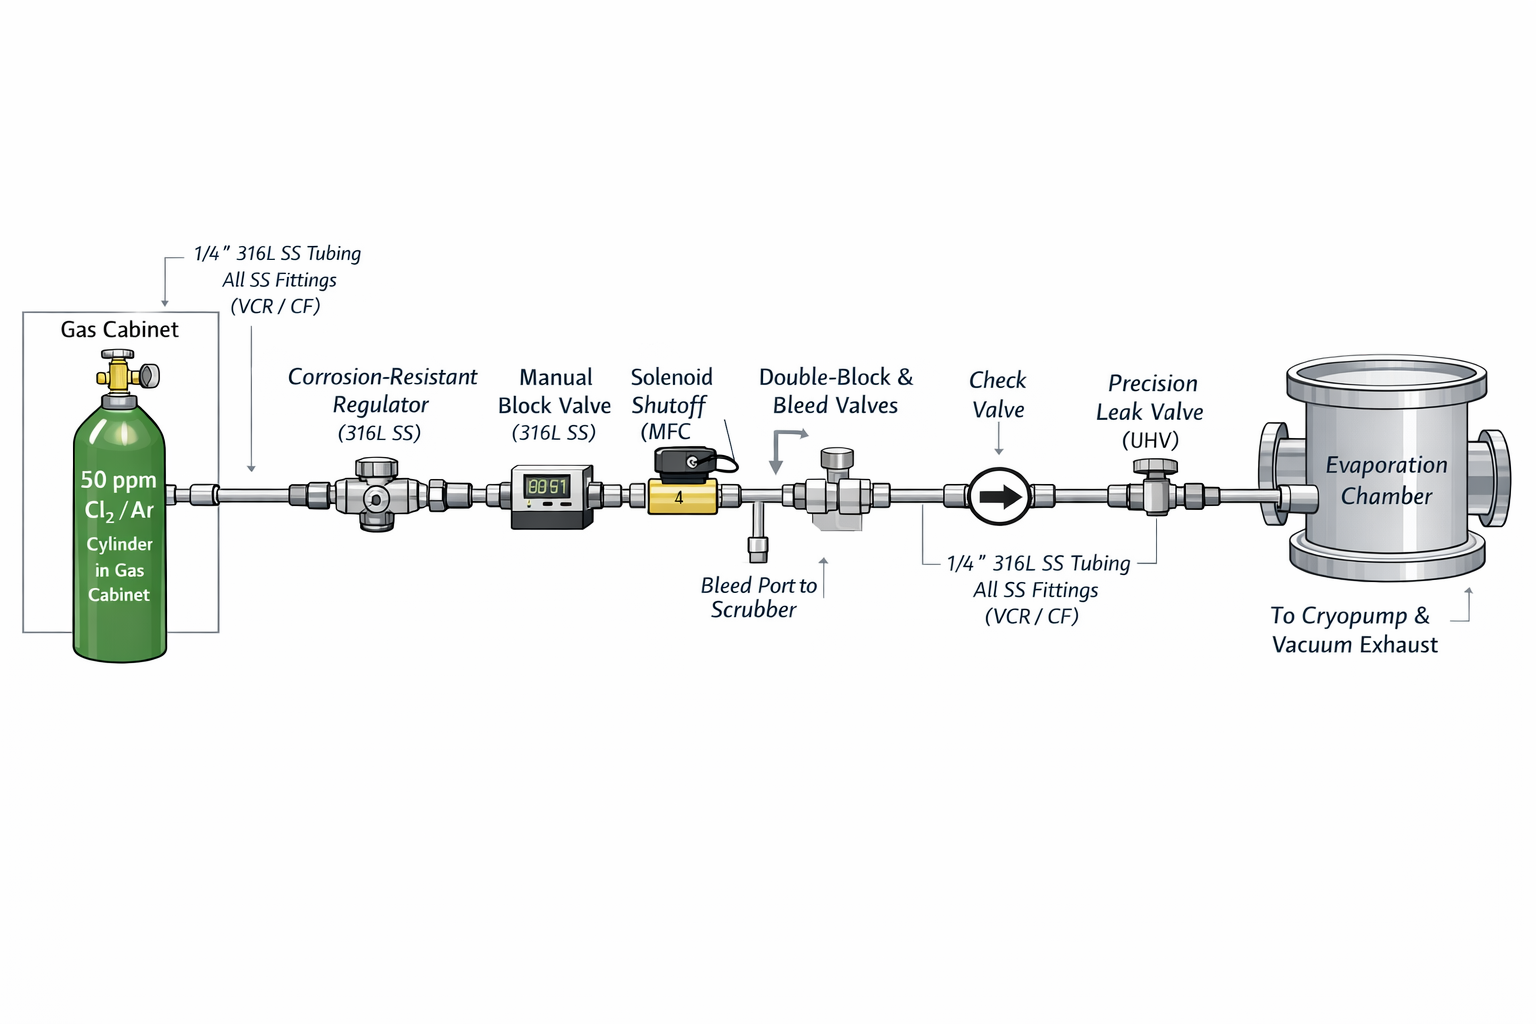 1/4" 316L SS Tubing
All SS Fittings
(VCR / CF)
Gas Cabinet
50 ppm
Cl₂ / Ar
Cylinder
in Gas
Cabinet
Corrosion-Resistant
Regulator
(316L SS)
Manual
Block Valve
(316L SS)
Solenoid
Shutoff
(MFC
4
Double-Block &
Bleed Valves
Bleed Port to
Scrubber
Check
Valve
1/4" 316L SS Tubing
All SS Fittings
(VCR / CF)
Precision
Leak Valve
(UHV)
Evaporation
Chamber
To Cryopump &
Vacuum Exhaust